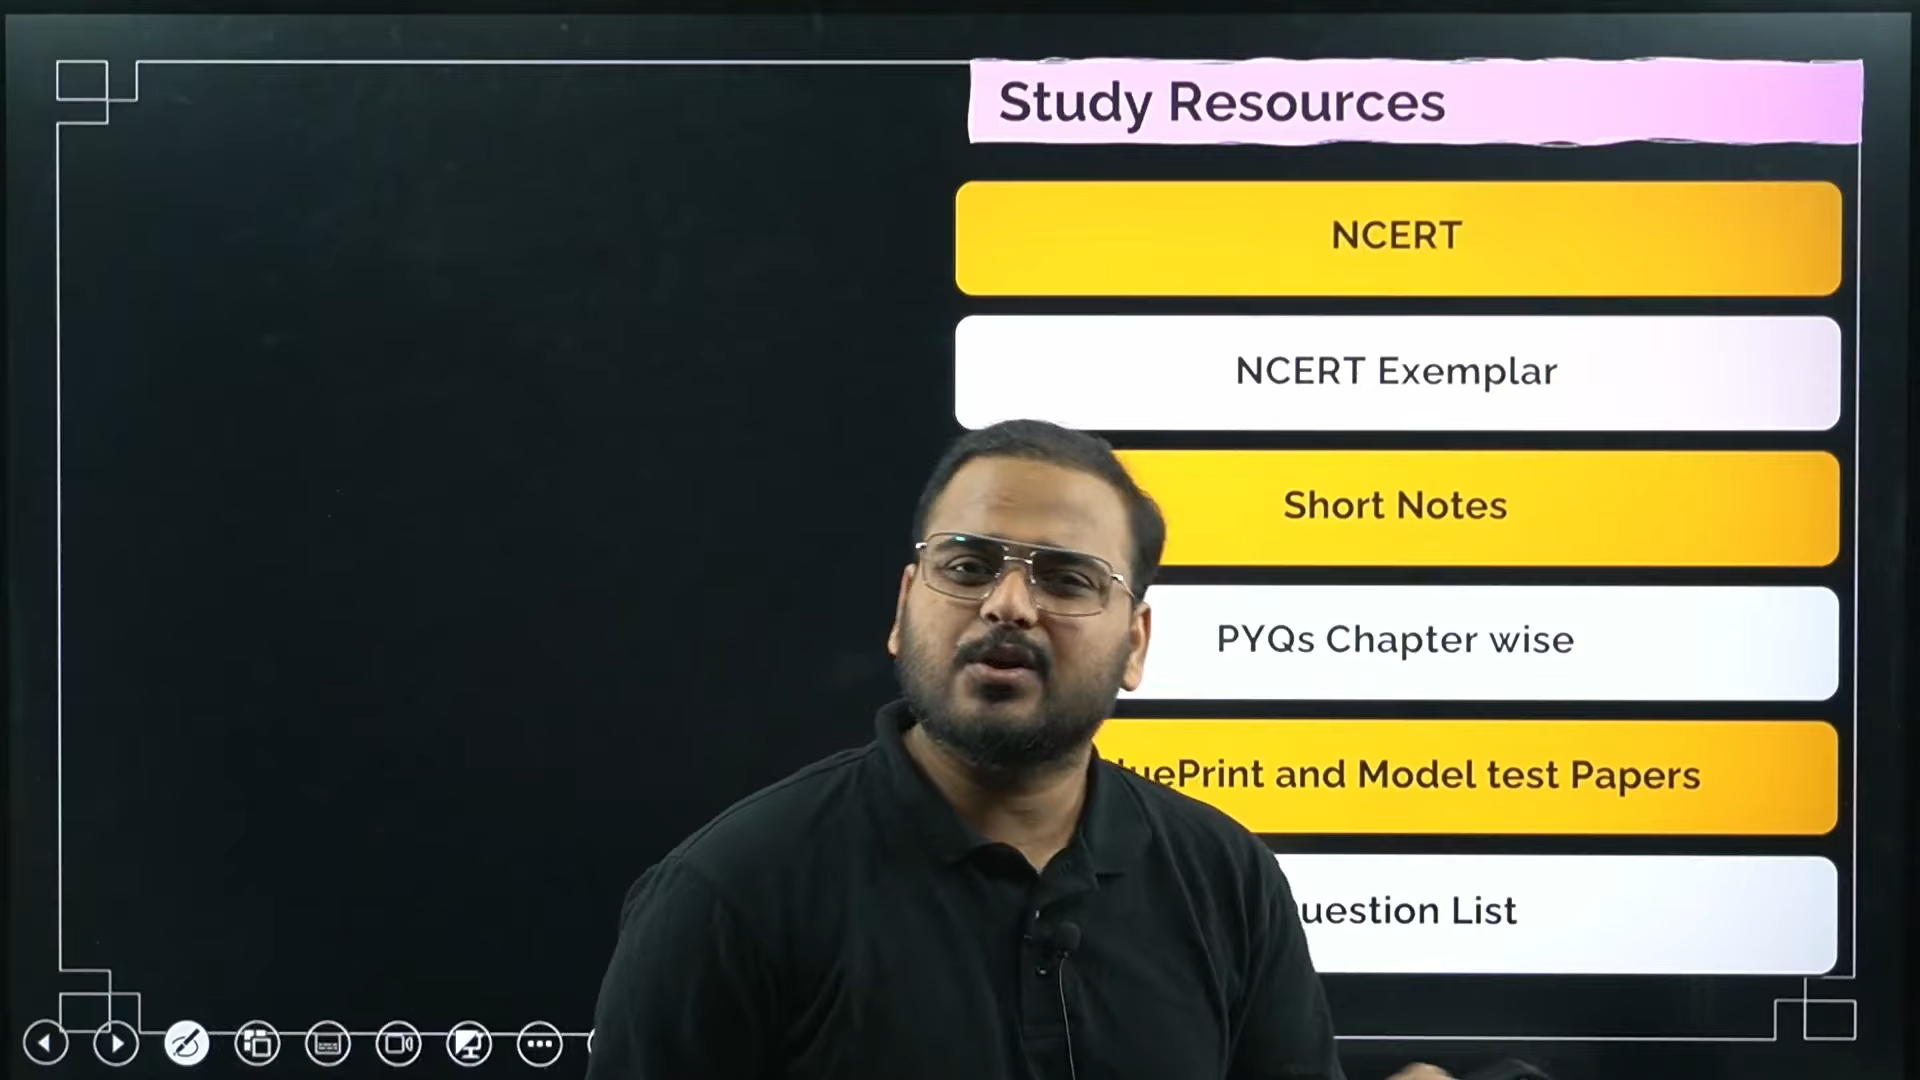 Study Resources
NCERT
NCERT Exemplar
Short Notes
PYQs Chapter wise
and Model test Papers
List